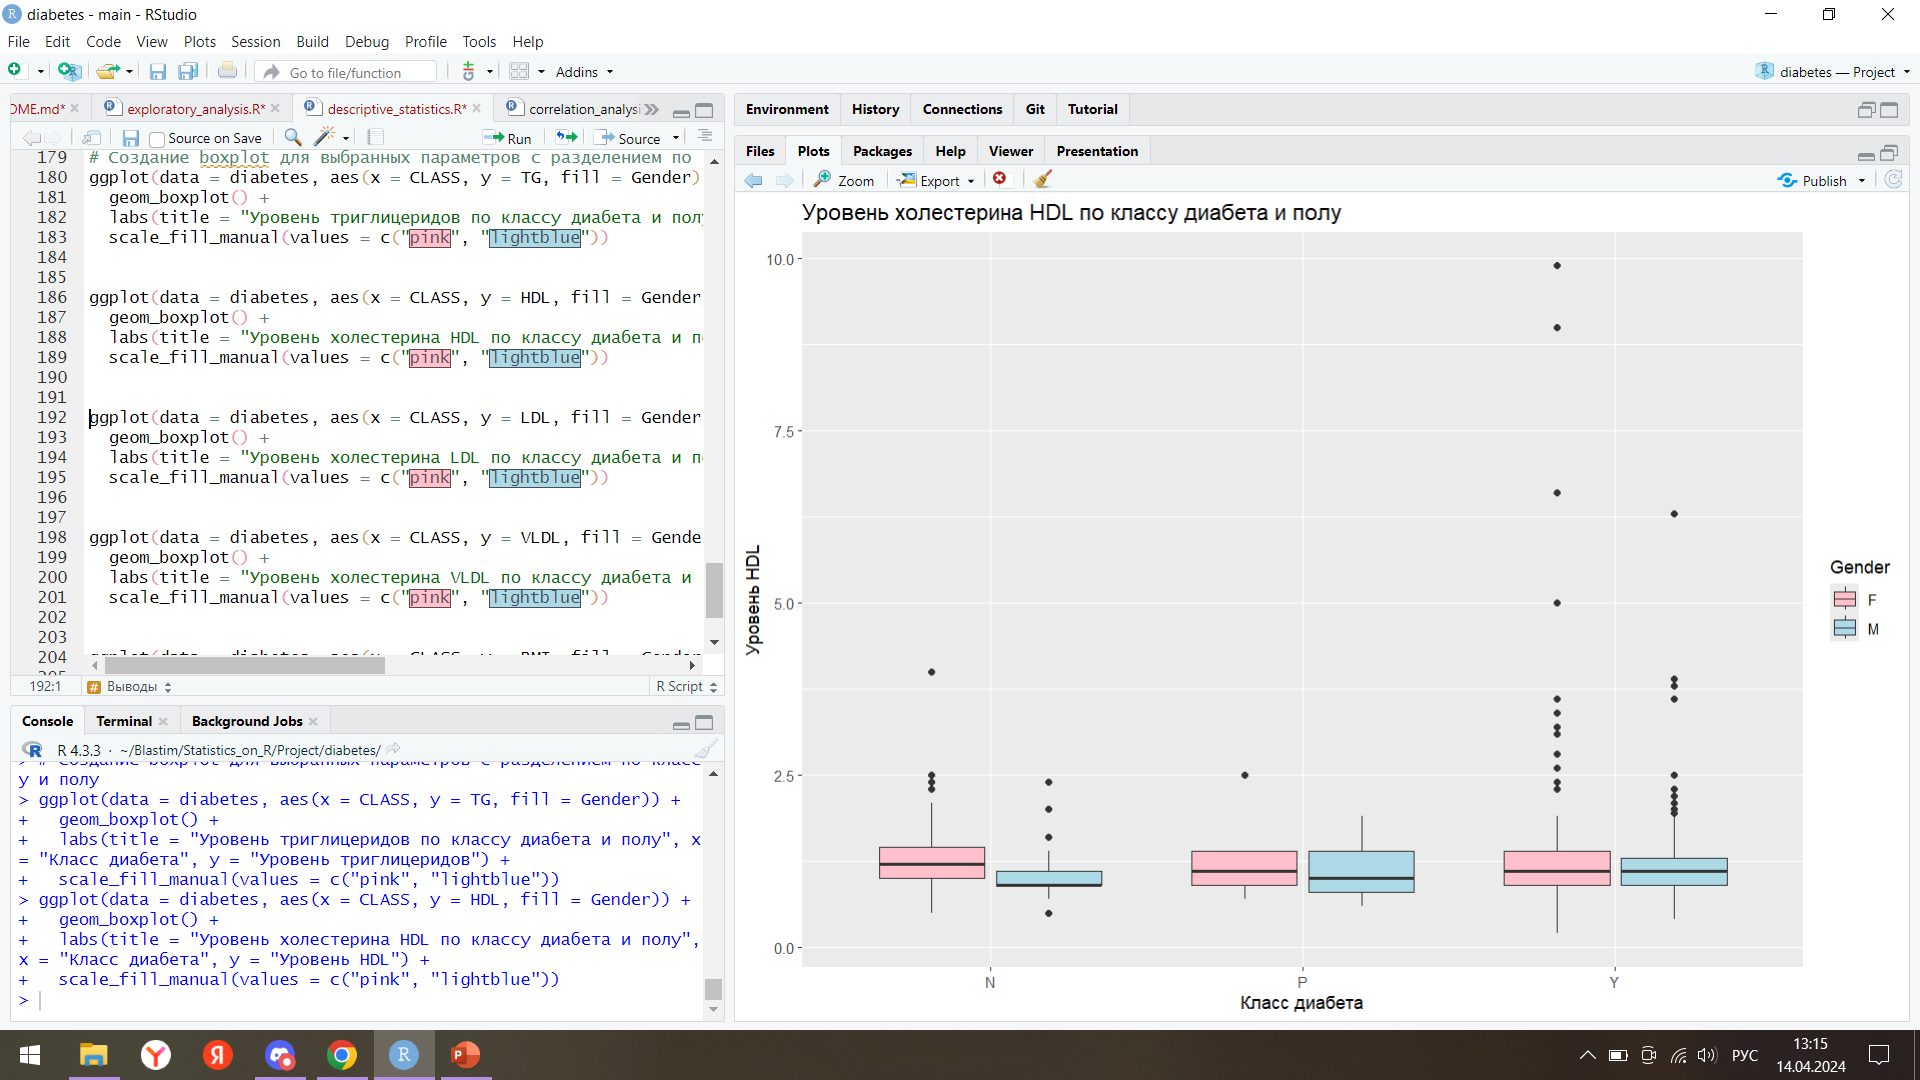 diabetes - main - RStudio
File Edit Code View Plots Session Build Debug Profile Tools Help
Go to file/function
Addins
diabetes — Project
OME.md* exploratory_analysis.R* descriptive_statistics.R* correlation_analysi
Source on Save
Run
Source
179 # Создание boxplot для выбранных параметров с разделением по
180 ggplot(data = diabetes, aes(x = CLASS, y = TG, fill = Gender)
181 geom_boxplot() +
182 labs(title = "Уровень триглицеридов по классу диабета и полу
183 scale_fill_manual(values = c("pink", "lightblue"))
184
185
186 ggplot(data = diabetes, aes(x = CLASS, y = HDL, fill = Gender
187 geom_boxplot() +
188 labs(title = "Уровень холестерина HDL по классу диабета и п
189 scale_fill_manual(values = c("pink", "lightblue"))
190
191
192 ggplot(data = diabetes, aes(x = CLASS, y = LDL, fill = Gender
193 geom_boxplot() +
194 labs(title = "Уровень холестерина LDL по классу диабета и п
195 scale_fill_manual(values = c("pink", "lightblue"))
196
197
198 ggplot(data = diabetes, aes(x = CLASS, y = VLDL, fill = Gende
199 geom_boxplot() +
200 labs(title = "Уровень холестерина VLDL по классу диабета и
201 scale_fill_manual(values = c("pink", "lightblue"))
202
203
204
192:1 # Выводы R Script
Console Terminal Background Jobs
R 4.3.3 · ~/Blastim/Statistics_on_R/Project/diabetes/
> # Создание boxplot для выбранных параметров с разделением по класс
у и полу
> ggplot(data = diabetes, aes(x = CLASS, y = TG, fill = Gender)) +
+ geom_boxplot() +
+ labs(title = "Уровень триглицеридов по классу диабета и полу", x
= "Класс диабета", y = "Уровень триглицеридов") +
+ scale_fill_manual(values = c("pink", "lightblue"))
> ggplot(data = diabetes, aes(x = CLASS, y = HDL, fill = Gender)) +
+ geom_boxplot() +
+ labs(title = "Уровень холестерина HDL по классу диабета и полу",
x = "Класс диабета", y = "Уровень HDL") +
+ scale_fill_manual(values = c("pink", "lightblue"))
>
Environment History Connections Git Tutorial
Files Plots Packages Help Viewer Presentation
Zoom Export Publish
Уровень холестерина HDL по классу диабета и полу
10.0
7.5
5.0
2.5
0.0
Уровень HDL
N P Y
Класс диабета
Gender
F
M
РУС
13:15
14.04.2024